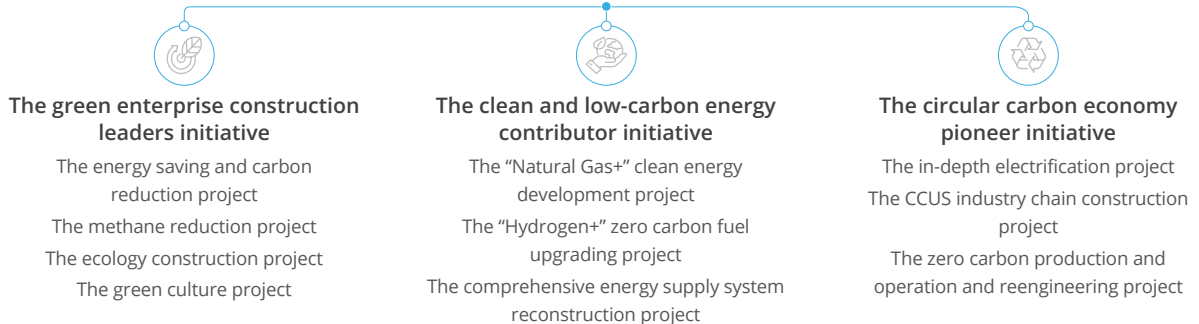 The green enterprise construction
leaders initiative
The energy saving and carbon
reduction project
The methane reduction project
The ecology construction project
The green culture project
The clean and low-carbon energy
contributor initiative
The “Natural Gas+” clean energy
development project
The “Hydrogen+” zero carbon fuel
upgrading project
The comprehensive energy supply system
reconstruction project
The circular carbon economy
pioneer initiative
The in-depth electrification project
The CCUS industry chain construction
project
The zero carbon production and
operation and reengineering project